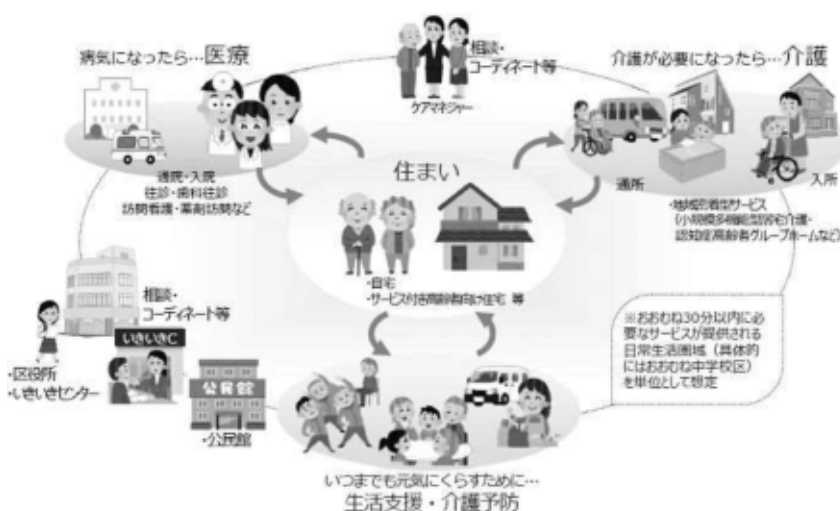 病気になったら…医療
相談・
コーディネート等
ケアマネジャー
介護が必要になったら…介護
通院・入院
往診・歯科往診
訪問看護・薬剤訪問など
住まい
・自宅
・サービス付き高齢者向け住宅 等
通所
入所
・地域密着型サービス
(小規模多機能型居宅介護・
認知症高齢者グループホームなど)
相談・
コーディネート等
いきいきC
・区役所
・いきいきセンター
公民館
・公民館
※おおむね30分以内に必
要なサービスが提供される
日常生活圏域（具体的
にはおおむね中学校区）
を単位として想定
いつまでも元気にくらすために…
生活支援・介護予防